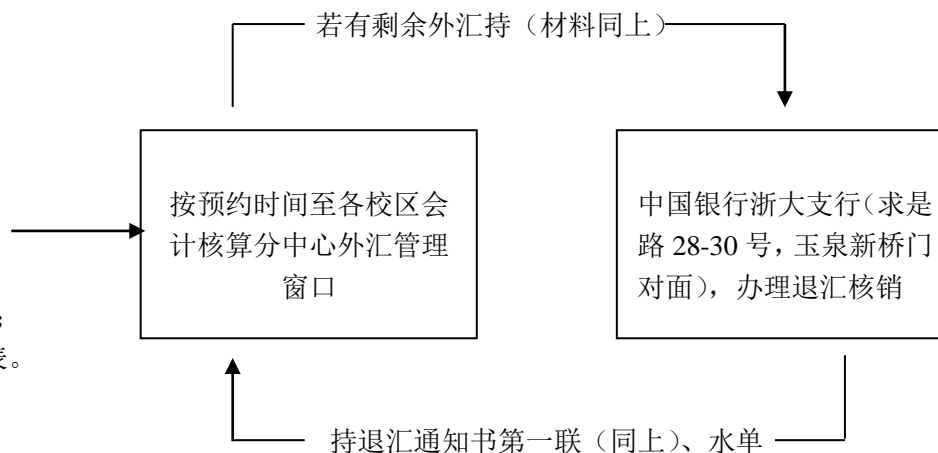 若有剩余外汇持（材料同上）
按预约时间至各校区会
计核算分中心外汇管理
窗口
中国银行浙大支行（求是
路 28-30 号，玉泉新桥门
对面），办理退汇核销
；
表。
持退汇通知书第一联（同上）、水单